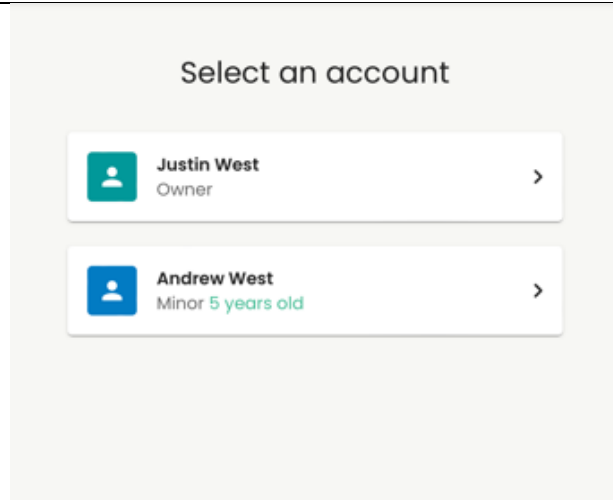 Select an account
Justin West
Owner
Andrew West
Minor 5 years old